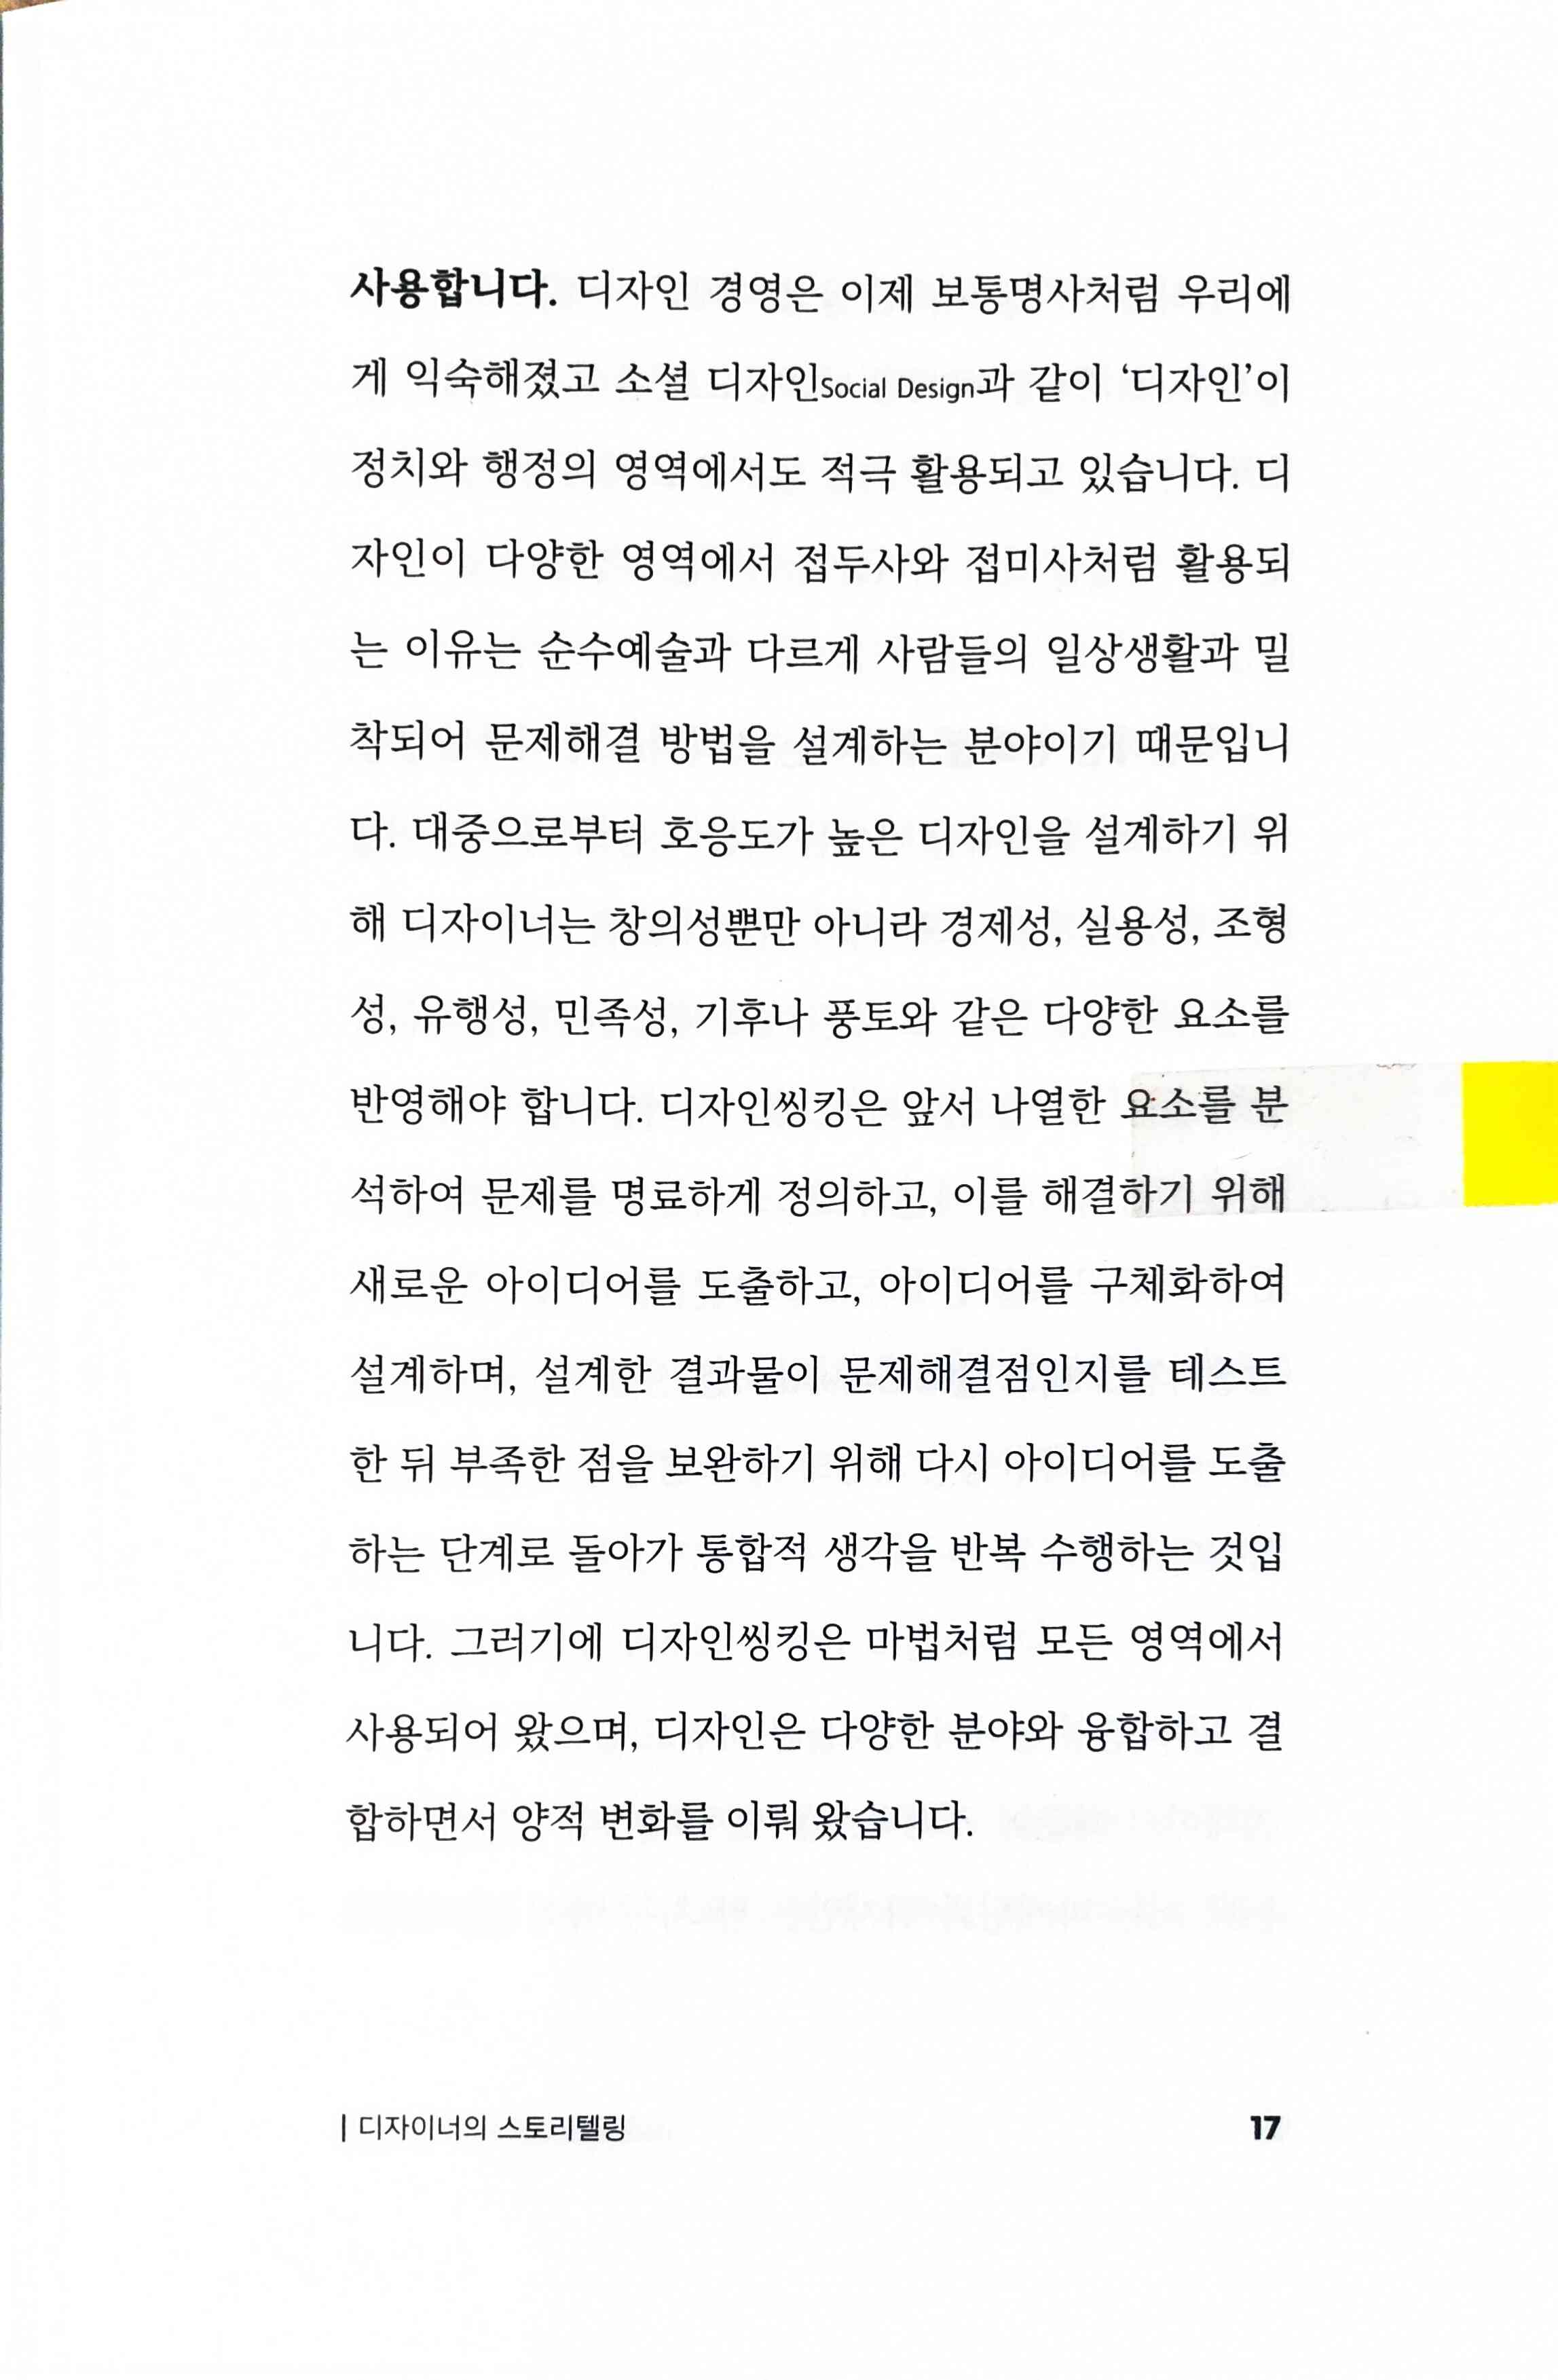 사용합니다. 디자인 경영은 이제 보통명사처럼 우리에
게 익숙해졌고 소셜 디자인Social Design과 같이 ‘디자인’이
정치와 행정의 영역에서도 적극 활용되고 있습니다. 디
자인이 다양한 영역에서 접두사와 접미사처럼 활용되
는 이유는 순수예술과 다르게 사람들의 일상생활과 밀
착되어 문제해결 방법을 설계하는 분야이기 때문입니
다. 대중으로부터 호응도가 높은 디자인을 설계하기 위
해 디자이너는 창의성뿐만 아니라 경제성, 실용성, 조형
성, 유행성, 민족성, 기후나 풍토와 같은 다양한 요소를
반영해야 합니다. 디자인씽킹은 앞서 나열한 요소를 분
석하여 문제를 명료하게 정의하고, 이를 해결하기 위해
새로운 아이디어를 도출하고, 아이디어를 구체화하여
설계하며, 설계한 결과물이 문제해결점인지를 테스트
한 뒤 부족한 점을 보완하기 위해 다시 아이디어를 도출
하는 단계로 돌아가 통합적 생각을 반복 수행하는 것입
니다. 그러기에 디자인씽킹은 마법처럼 모든 영역에서
사용되어 왔으며, 디자인은 다양한 분야와 융합하고 결
합하면서 양적 변화를 이뤄 왔습니다.
| 디자이너의 스토리텔링 17